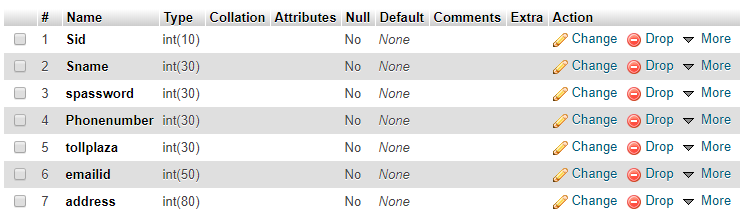 # Name Type Collation Attributes Null Default Comments Extra Action
1 Sid int(10) No None Change Drop More
2 Sname int(30) No None Change Drop More
3 spassword int(30) No None Change Drop More
4 Phonenumber int(30) No None Change Drop More
5 tollplaza int(30) No None Change Drop More
6 emailid int(50) No None Change Drop More
7 address int(80) No None Change Drop More